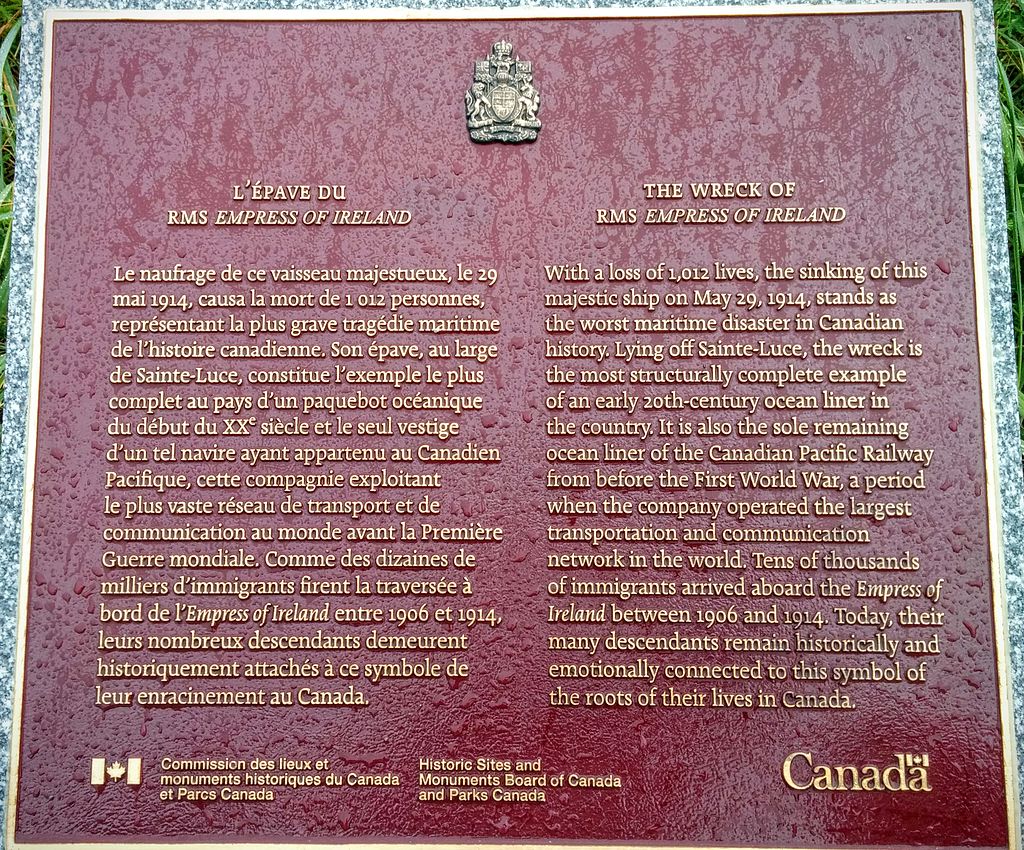 L'ÉPAVE DU
RMS EMPRESS OF IRELAND
Le naufrage de ce vaisseau majestueux, le 29
mai 1914, causa la mort de 1 012 personnes,
représentant la plus grave tragédie maritime
de l'histoire canadienne. Son épave, au large
de Sainte-Luce, constitue l'exemple le plus
complet au pays d'un paquebot océanique
du début du XXe siècle et le seul vestige
d'un tel navire ayant appartenu au Canadien
Pacifique, cette compagnie exploitant
le plus vaste réseau de transport et de
communication au monde avant la Première
Guerre mondiale. Comme des dizaines de
milliers d'immigrants firent la traversée à
bord de l'Empress of Ireland entre 1906 et 1914,
leurs nombreux descendants demeurent
historiquement attachés à ce symbole de
leur enracinement au Canada.
THE WRECK OF
RMS EMPRESS OF IRELAND
With a loss of 1,012 lives, the sinking of this
majestic ship on May 29, 1914, stands as
the worst maritime disaster in Canadian
history. Lying off Sainte-Luce, the wreck is
the most structurally complete example
of an early 20th-century ocean liner in
the country. It is also the sole remaining
ocean liner of the Canadian Pacific Railway
from before the First World War, a period
when the company operated the largest
transportation and communication
network in the world. Tens of thousands
of immigrants arrived aboard the Empress of
Ireland between 1906 and 1914. Today, their
many descendants remain historically and
emotionally connected to this symbol of
the roots of their lives in Canada.
Commission des lieux et
monuments historiques du Canada
et Parcs Canada
Historic Sites and
Monuments Board of Canada
and Parks Canada
Canada